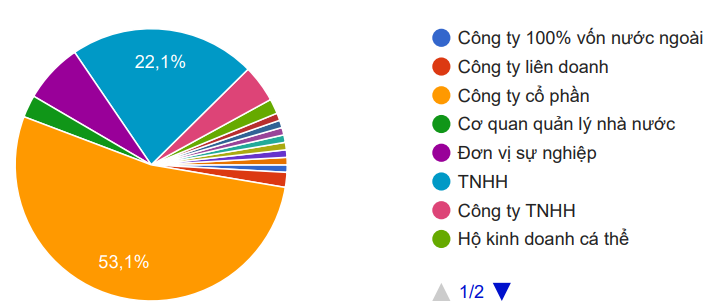 22,1%
53,1%
Công ty 100% vốn nước ngoài
Công ty liên doanh
Công ty cổ phần
Cơ quan quản lý nhà nước
Đơn vị sự nghiệp
TNHH
Công ty TNHH
Hộ kinh doanh cá thể
1/2